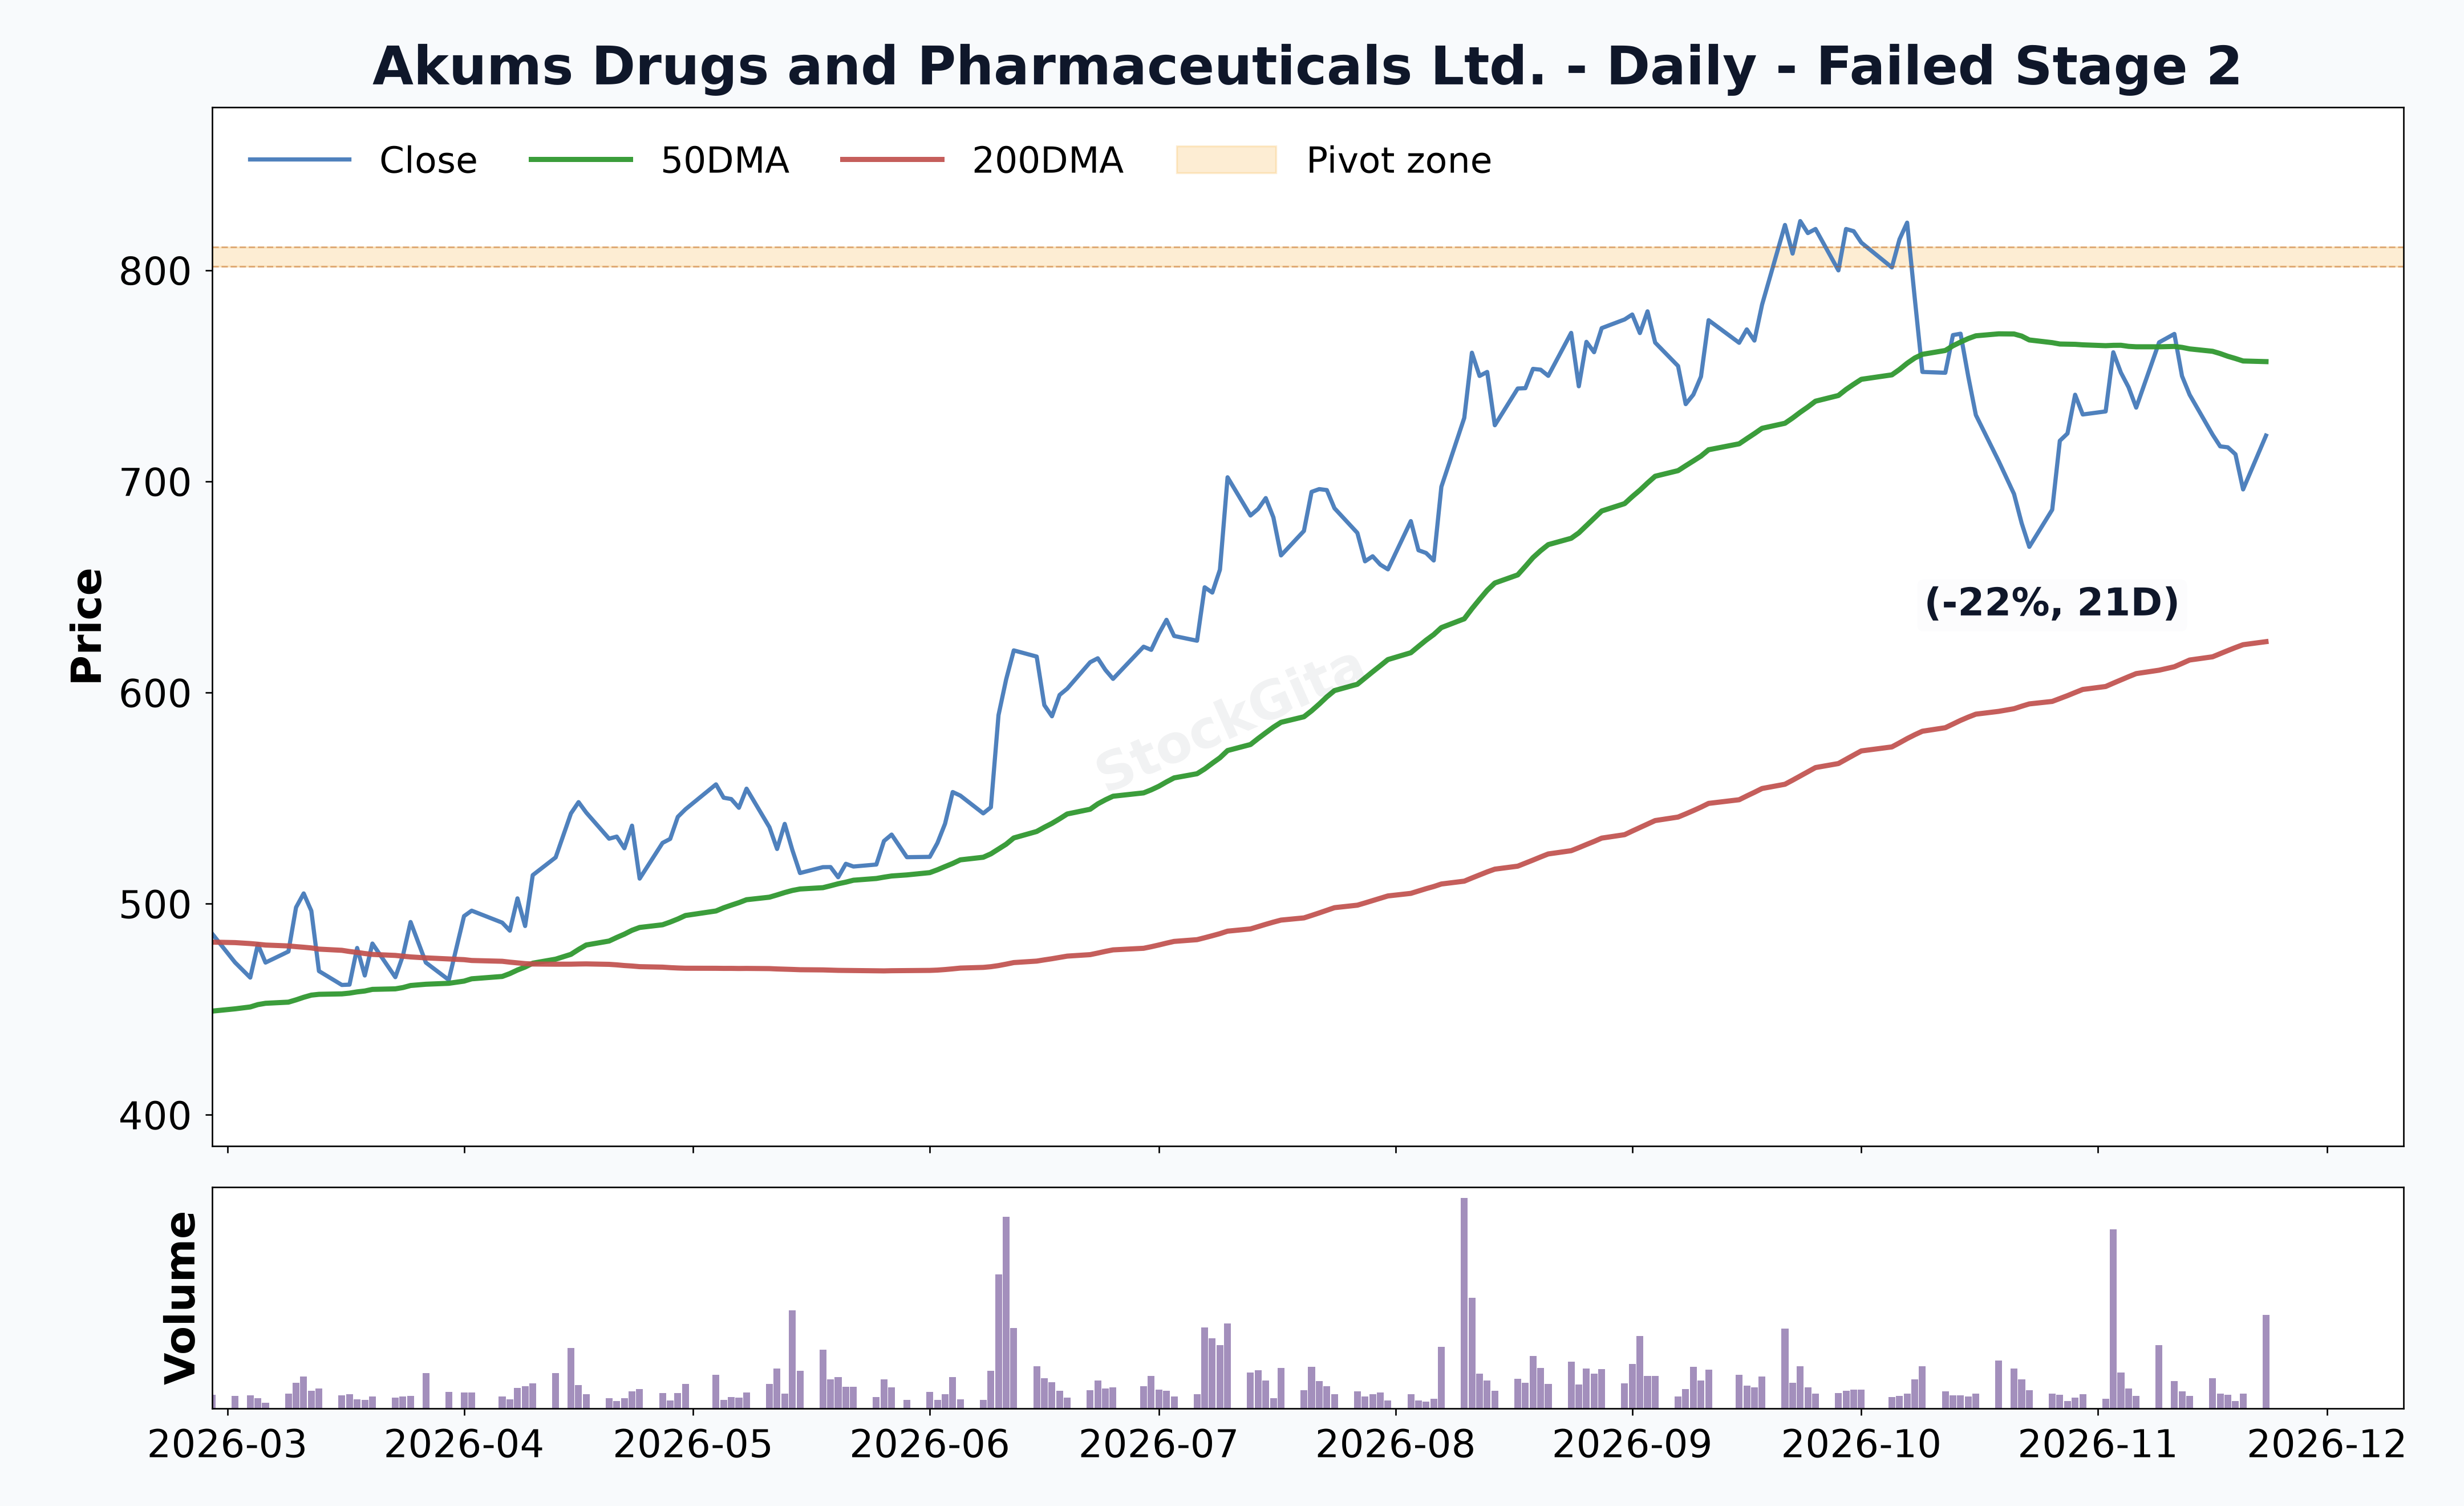 Akums Drugs and Pharmaceuticals Ltd. - Daily - Failed Stage 2
Close 50DMA 200DMA Pivot zone
800
700
600
500
400
Price
(-22%, 21D)
StockGita
Volume
2026-03 2026-04 2026-05 2026-06 2026-07 2026-08 2026-09 2026-10 2026-11 2026-12